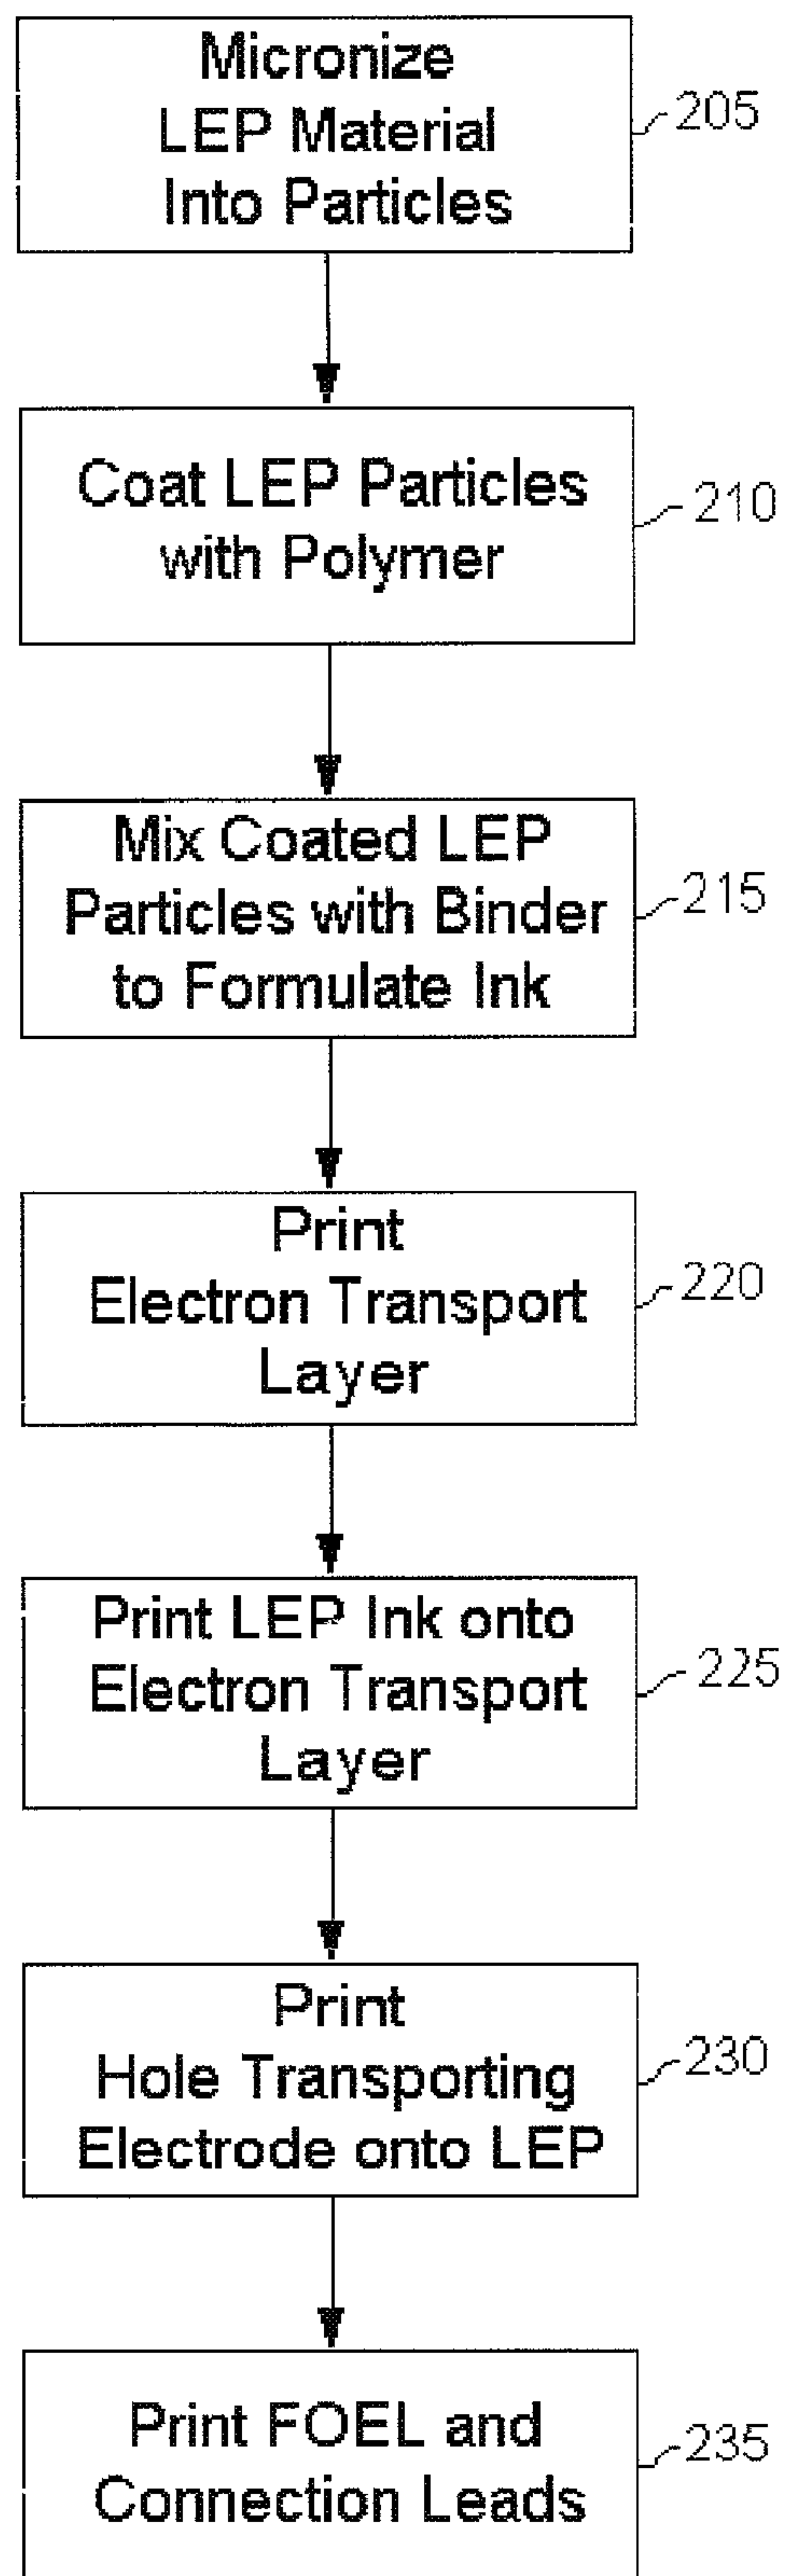 Micronize
LEP Material
Into Particles
205
Coat LEP Particles
with Polymer
210
Mix Coated LEP
Particles with Binder
to Formulate Ink
215
Print
Electron Transport
Layer
220
Print LEP Ink onto
Electron Transport
Layer
225
Print
Hole Transporting
Electrode onto LEP
230
Print FOEL and
Connection Leads
235